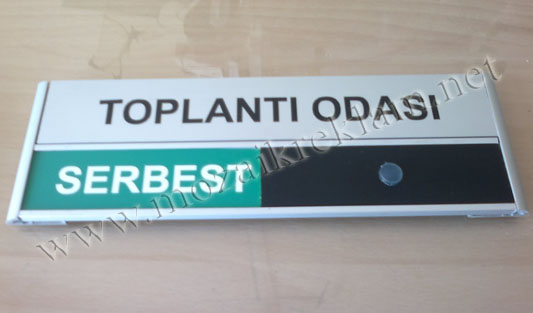 TOPLANTI ODASI
SERBEST
www.mozaikreklam.net